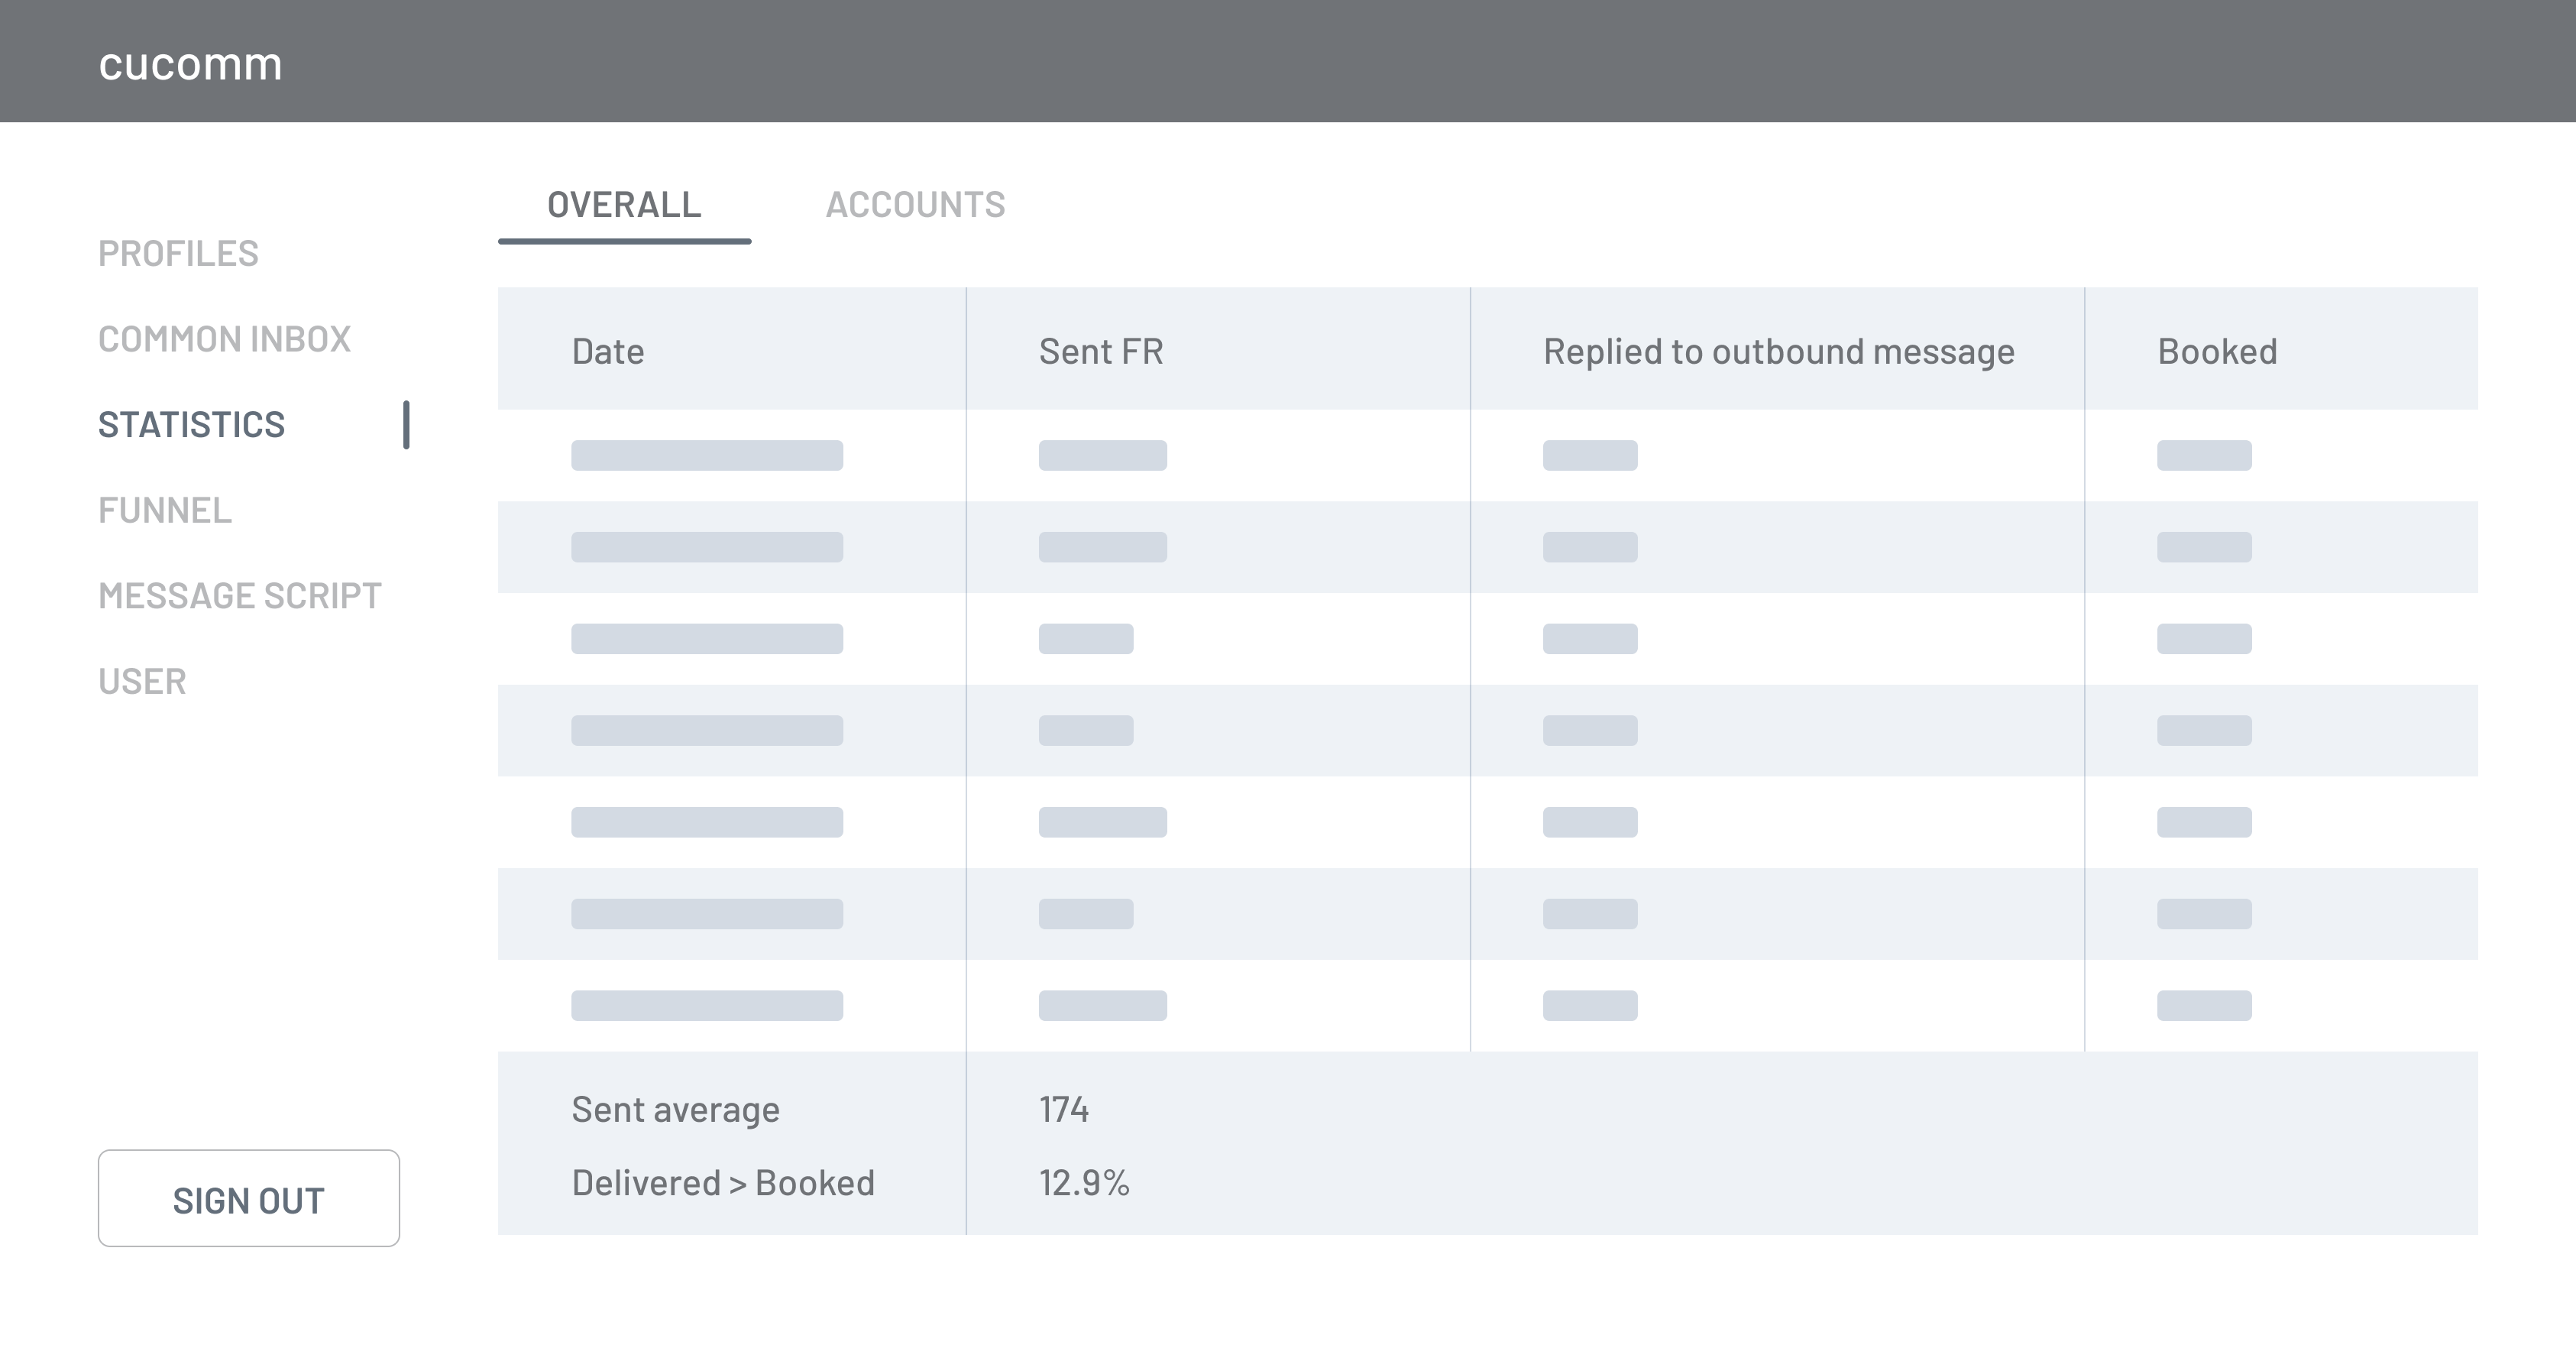 cucomm
OVERALL ACCOUNTS
PROFILES
COMMON INBOX
STATISTICS
FUNNEL
MESSAGE SCRIPT
USER
SIGN OUT
Date Sent FR Replied to outbound message Booked
Sent average 174
Delivered > Booked 12.9%